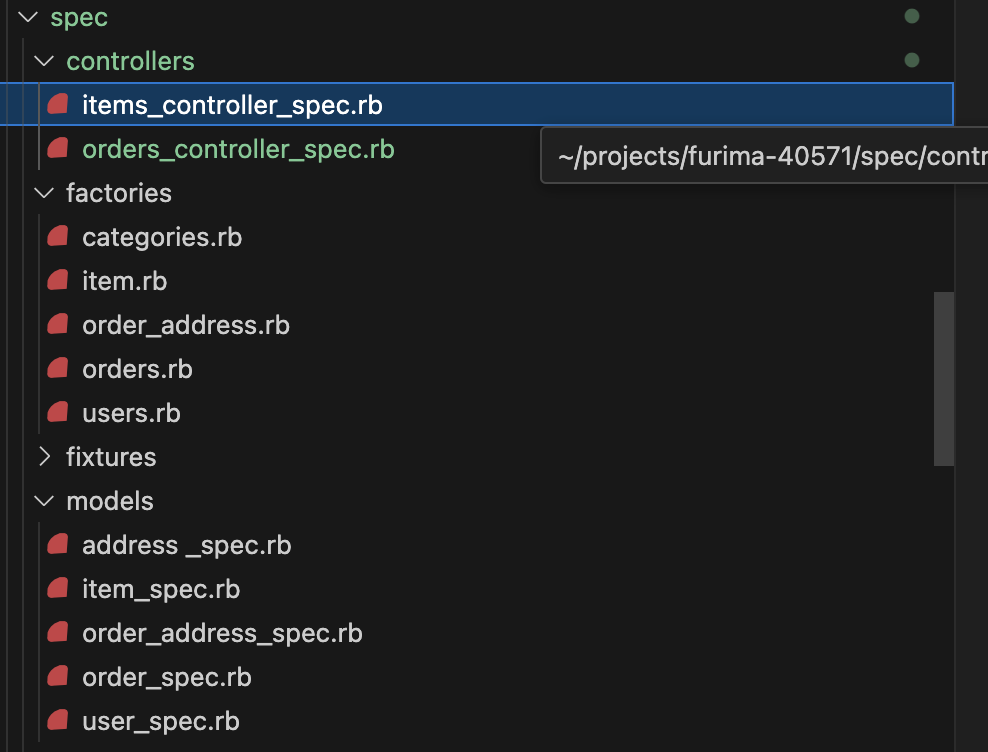 spec
controllers
items_controller_spec.rb
orders_controller_spec.rb
~/projects/furima-40571/spec/contr
factories
categories.rb
item.rb
order_address.rb
orders.rb
users.rb
fixtures
models
address _spec.rb
item_spec.rb
order_address_spec.rb
order_spec.rb
user_spec.rb